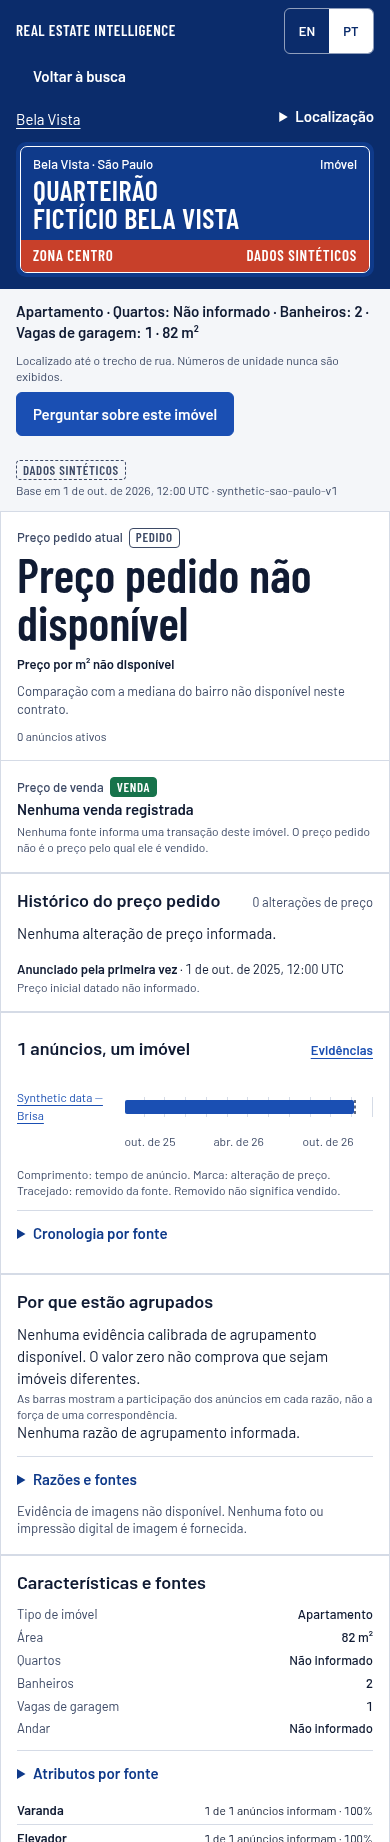 REAL ESTATE INTELLIGENCE
EN PT
Voltar à busca
Bela Vista
▶ Localização
Bela Vista · São Paulo Imóvel
QUARTEIRÃO
FICTÍCIO BELA VISTA
ZONA CENTRO DADOS SINTÉTICOS
Apartamento · Quartos: Não informado · Banheiros: 2 ·
Vagas de garagem: 1 · 82 m²
Localizado até o trecho de rua. Números de unidade nunca são
exibidos.
Perguntar sobre este imóvel
DADOS SINTÉTICOS
Base em 1 de out. de 2026, 12:00 UTC · synthetic-sao-paulo-v1
Preço pedido atual PEDIDO
Preço pedido não
disponível
Preço por m² não disponível
Comparação com a mediana do bairro não disponível neste
contrato.
0 anúncios ativos
Preço de venda VENDA
Nenhuma venda registrada
Nenhuma fonte informa uma transação deste imóvel. O preço pedido
não é o preço pelo qual ele é vendido.
Histórico do preço pedido 0 alterações de preço
Nenhuma alteração de preço informada.
Anunciado pela primeira vez · 1 de out. de 2025, 12:00 UTC
Preço inicial datado não informado.
1 anúncios, um imóvel Evidências
Synthetic data —
Brisa
out. de 25 abr. de 26 out. de 26
Comprimento: tempo de anúncio. Marca: alteração de preço.
Tracejado: removido da fonte. Removido não significa vendido.
▶ Cronologia por fonte
Por que estão agrupados
Nenhuma evidência calibrada de agrupamento
disponível. O valor zero não comprova que sejam
imóveis diferentes.
As barras mostram a participação dos anúncios em cada razão, não a
força de uma correspondência.
Nenhuma razão de agrupamento informada.
▶ Razões e fontes
Evidência de imagens não disponível. Nenhuma foto ou
impressão digital de imagem é fornecida.
Características e fontes
Tipo de imóvel Apartamento
Área 82 m²
Quartos Não informado
Banheiros 2
Vagas de garagem 1
Andar Não informado
▶ Atributos por fonte
Varanda 1 de 1 anúncios informam · 100%
Elevador 1 de 1 anúncios informam · 100%